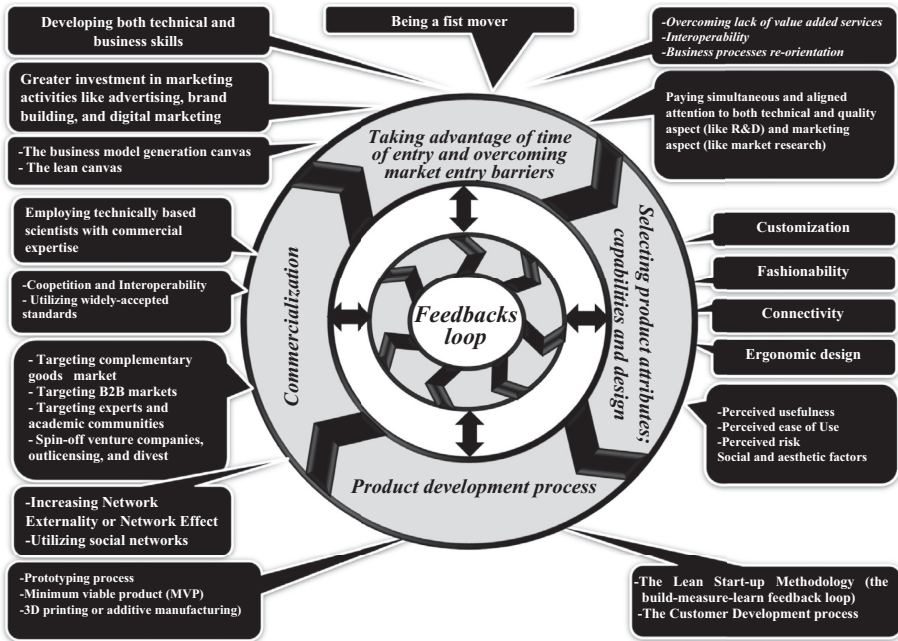 Developing both technical and
business skills
Being a fist mover
-Overcoming lack of value added services
-Interoperability
-Business processes re-orientation
Greater investment in marketing
activities like advertising, brand
building, and digital marketing
Paying simultaneous and aligned
attention to both technical and quality
aspect (like R&D) and marketing
aspect (like market research)
-The business model generation canvas
- The lean canvas
Taking advantage of time
of entry and overcoming
market entry barriers
Employing technically based
scientists with commercial
expertise
Customization
Fashionability
Connectivity
Ergonomic design
-Coopetition and Interoperability
- Utilizing widely-accepted
standards
Commercialization
Feedbacks
loop
Selecting product attributes;
capabilities and design
- Targeting complementary
goods market
- Targeting B2B markets
- Targeting experts and
academic communities
- Spin-off venture companies,
outlicensing, and divest
-Perceived usefulness
-Perceived ease of Use
-Perceived risk
Social and aesthetic factors
Product development process
-Increasing Network
Externality or Network Effect
-Utilizing social networks
-Prototyping process
-Minimum viable product (MVP)
-3D printing or additive manufacturing)
-The Lean Start-up Methodology (the
build-measure-learn feedback loop)
-The Customer Development process